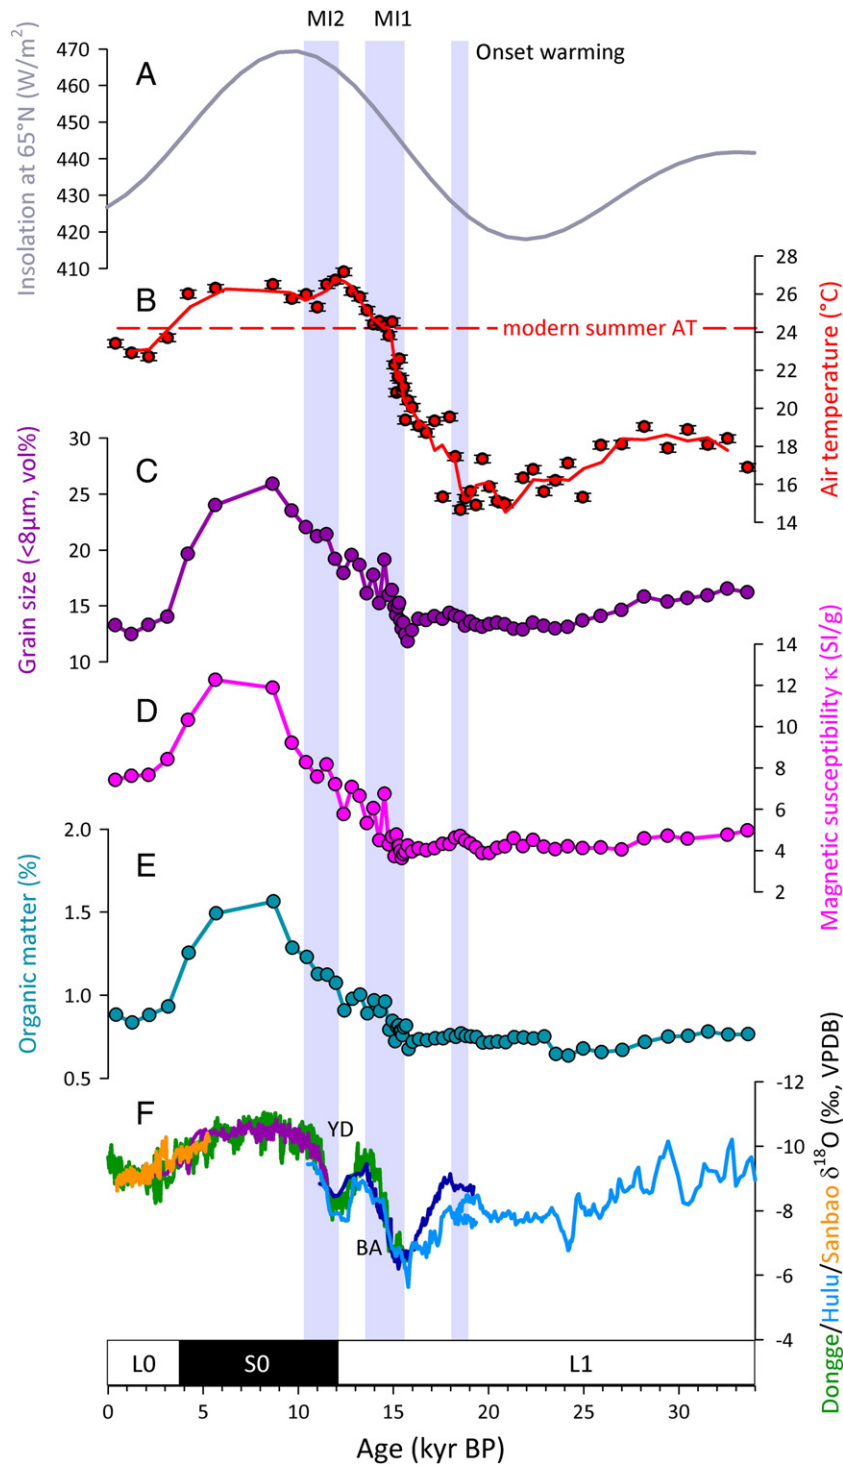 MI2 MI1
Onset warming
A
Insolation at 65°N (W/m²)
470
460
450
440
430
420
410
B
modern summer AT
Air temperature (°C)
28
26
24
22
20
18
16
14
C
Grain size (<8µm, vol%)
30
25
20
15
10
D
Magnetic susceptibility κ (SI/g)
14
12
10
8
6
4
2
E
Organic matter (%)
2.0
1.5
1.0
0.5
F
YD
BA
Dongge/Hulu/Sanbao δ¹⁸O (‰, VPDB)
-12
-10
-8
-6
-4
L0 S0 L1
0 5 10 15 20 25 30
Age (kyr BP)